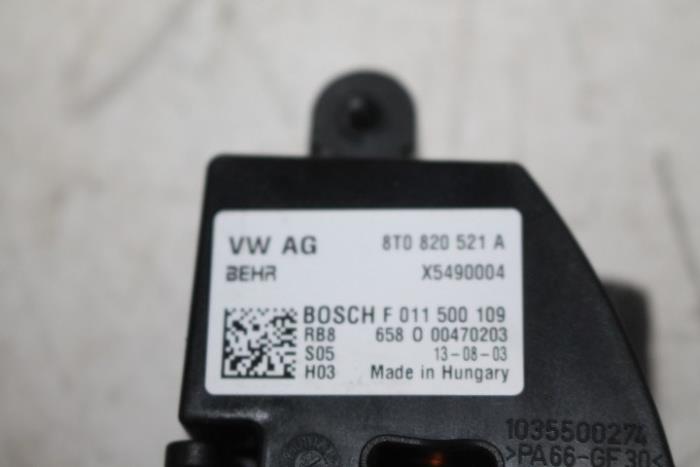 VW AG 8T0 820 521 A
BEHR X5490004
BOSCH F 011 500 109
RB8 658 0 00470203
S05 13-08-03
H03 Made in Hungary
1035500274
>PA66-GF30<